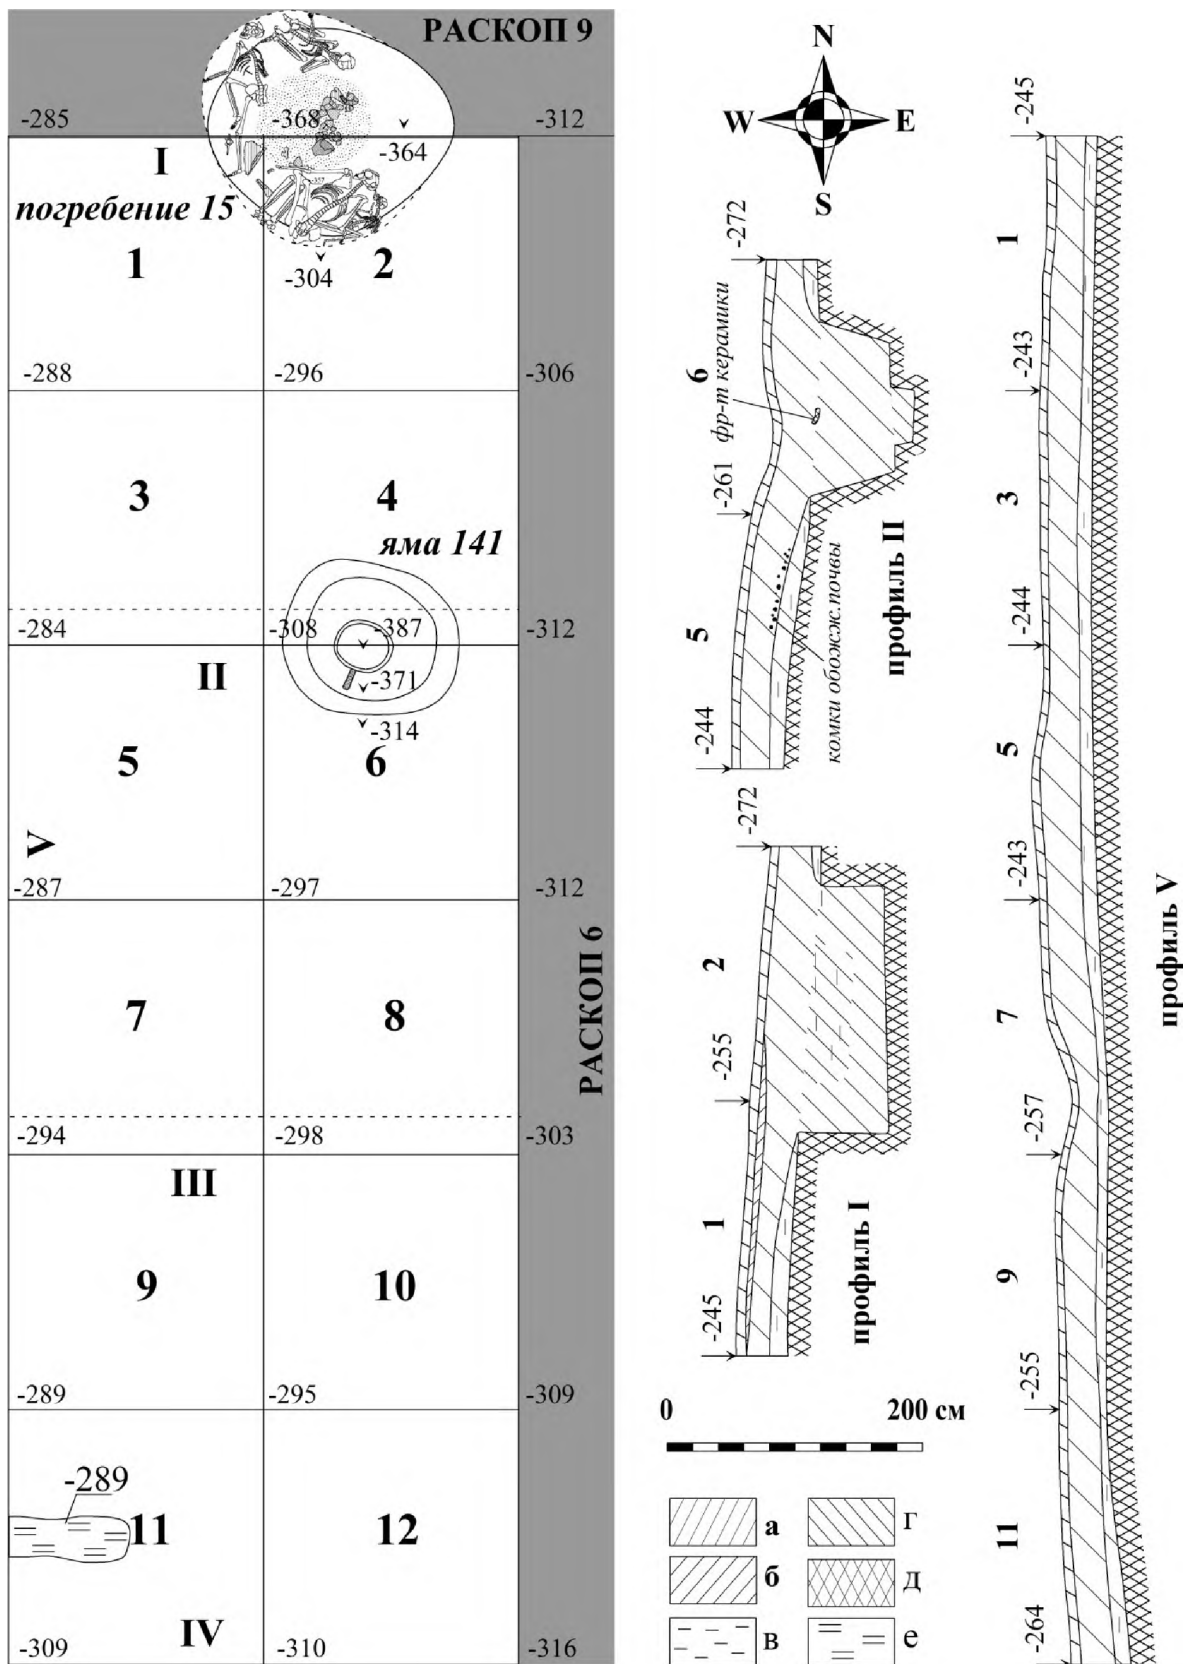 РАСКОП 9
-285
-368
-364
-312
I
погребение 15
1
2
-304
-288
-296
-306
3
4
яма 141
-284
-308
-387
-312
II
-371
-314
5
6
V
-287
-297
-312
7
8
РАСКОП 6
-294
-298
-303
III
9
10
-289
-295
-309
-289
11
12
IV
-309
-310
-316
N
W
E
S
-272
6
фр-т керамики
-261
5
комки обожж.почвы
-244
профиль II
-272
2
-255
1
-245
профиль I
0
200 см
а
б
в
г
д
е
-245
1
-243
3
-244
5
-243
7
-257
9
-255
11
-264
профиль V